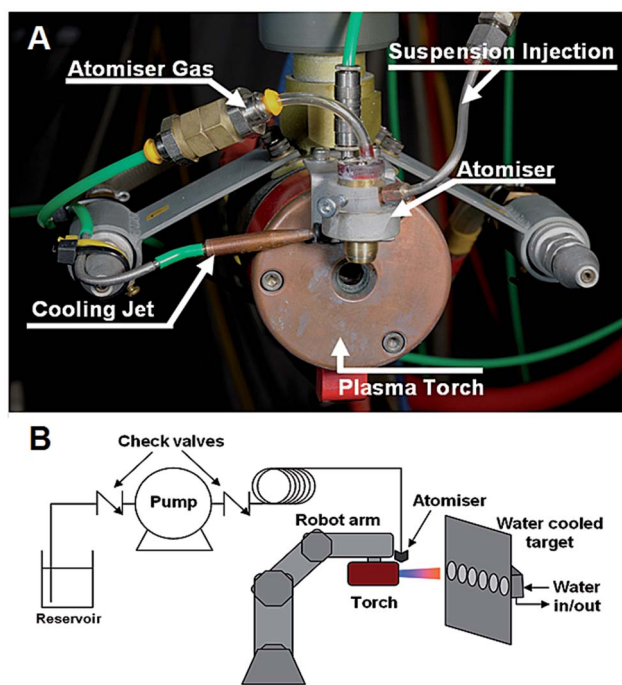 A
Atomiser Gas
Suspension Injection
Atomiser
Cooling Jet
Plasma Torch
B
Check valves
Pump
Reservoir
Robot arm
Torch
Atomiser
Water cooled
target
Water
in/out